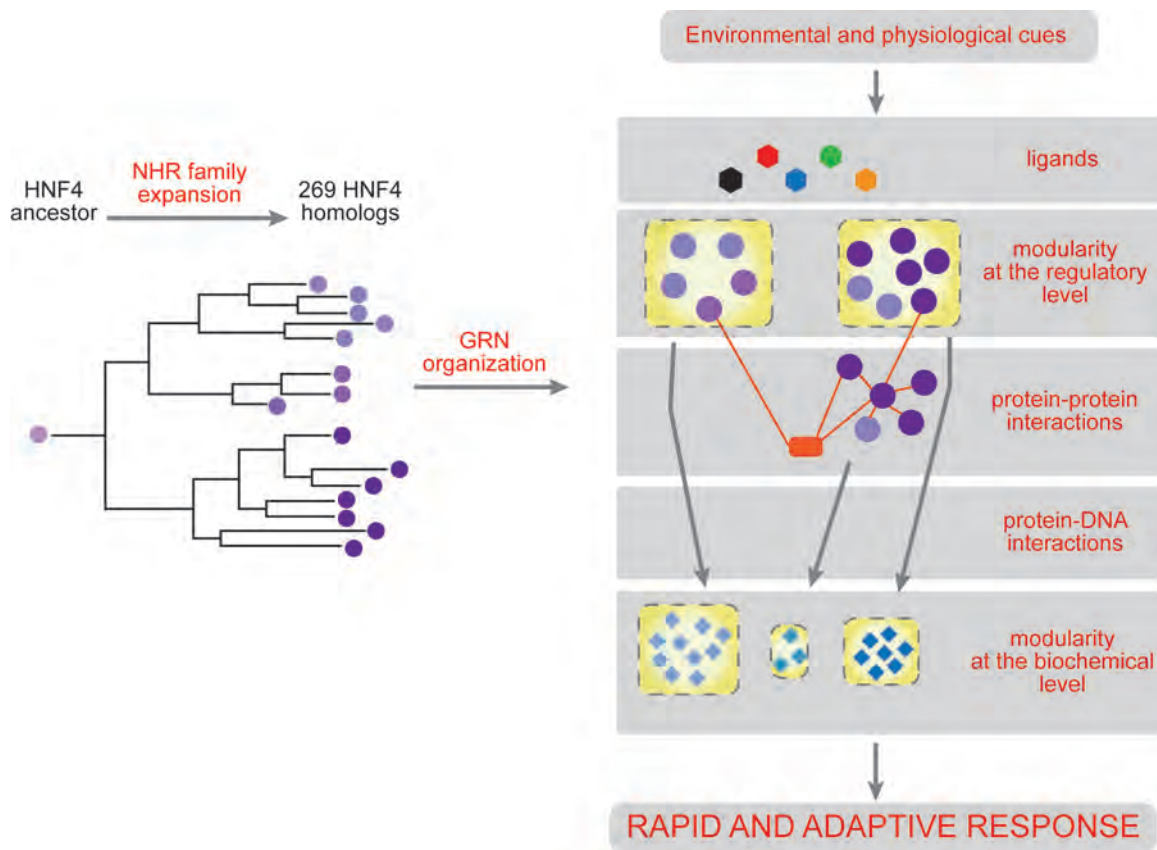 HNF4
ancestor
NHR family
expansion
269 HNF4
homologs
GRN
organization
Environmental and physiological cues
ligands
modularity
at the regulatory
level
protein-protein
interactions
protein-DNA
interactions
modularity
at the biochemical
level
RAPID AND ADAPTIVE RESPONSE